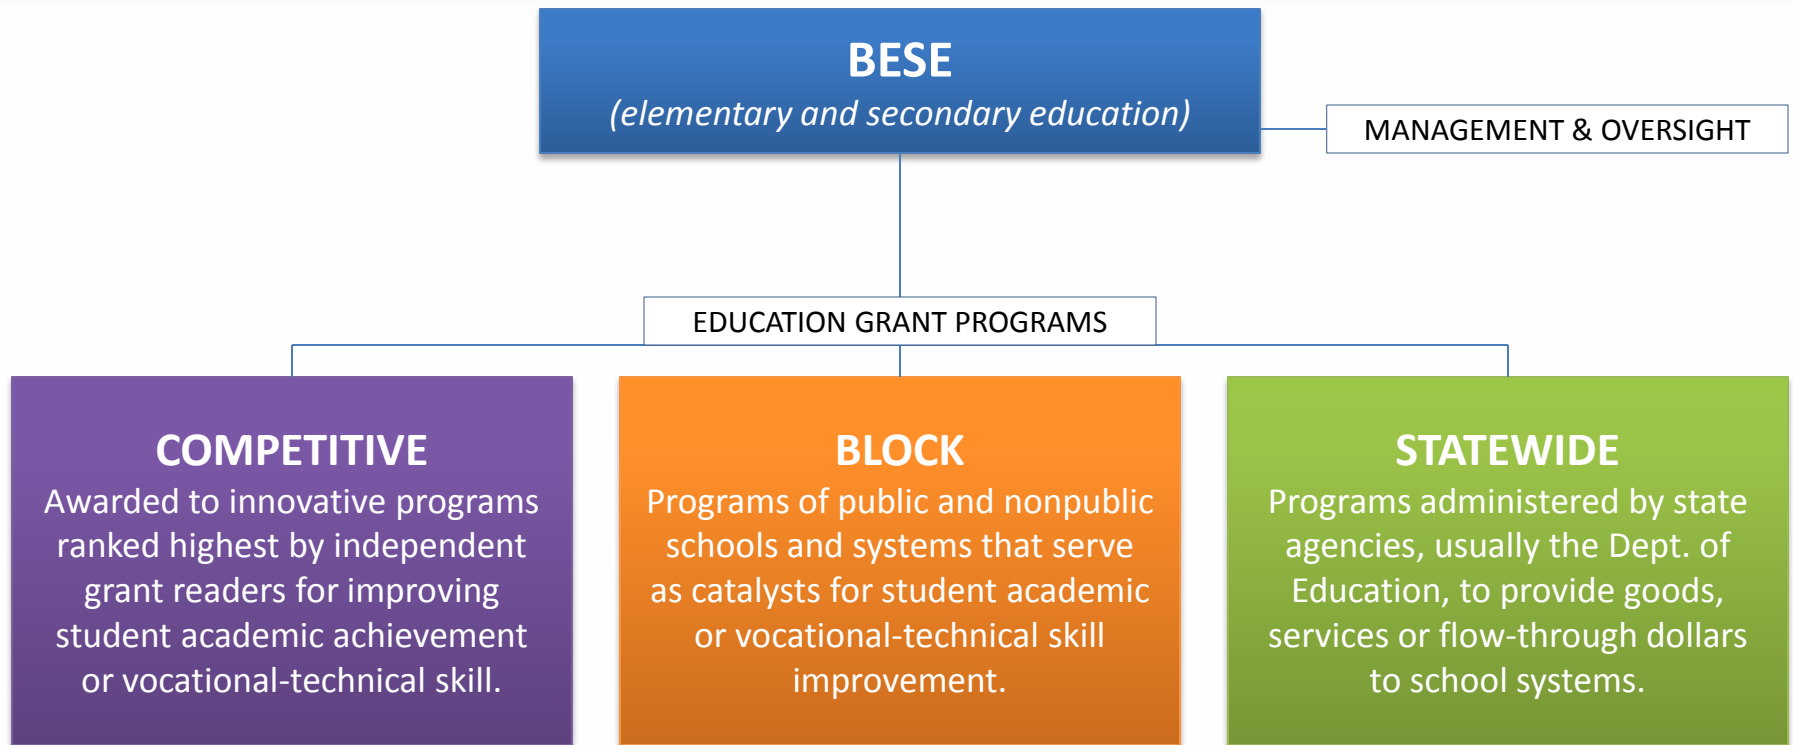 BESE
(elementary and secondary education)
MANAGEMENT & OVERSIGHT
EDUCATION GRANT PROGRAMS
COMPETITIVE
Awarded to innovative programs
ranked highest by independent
grant readers for improving
student academic achievement
or vocational-technical skill.
BLOCK
Programs of public and nonpublic
schools and systems that serve
as catalysts for student academic
or vocational-technical skill
improvement.
STATEWIDE
Programs administered by state
agencies, usually the Dept. of
Education, to provide goods,
services or flow-through dollars
to school systems.